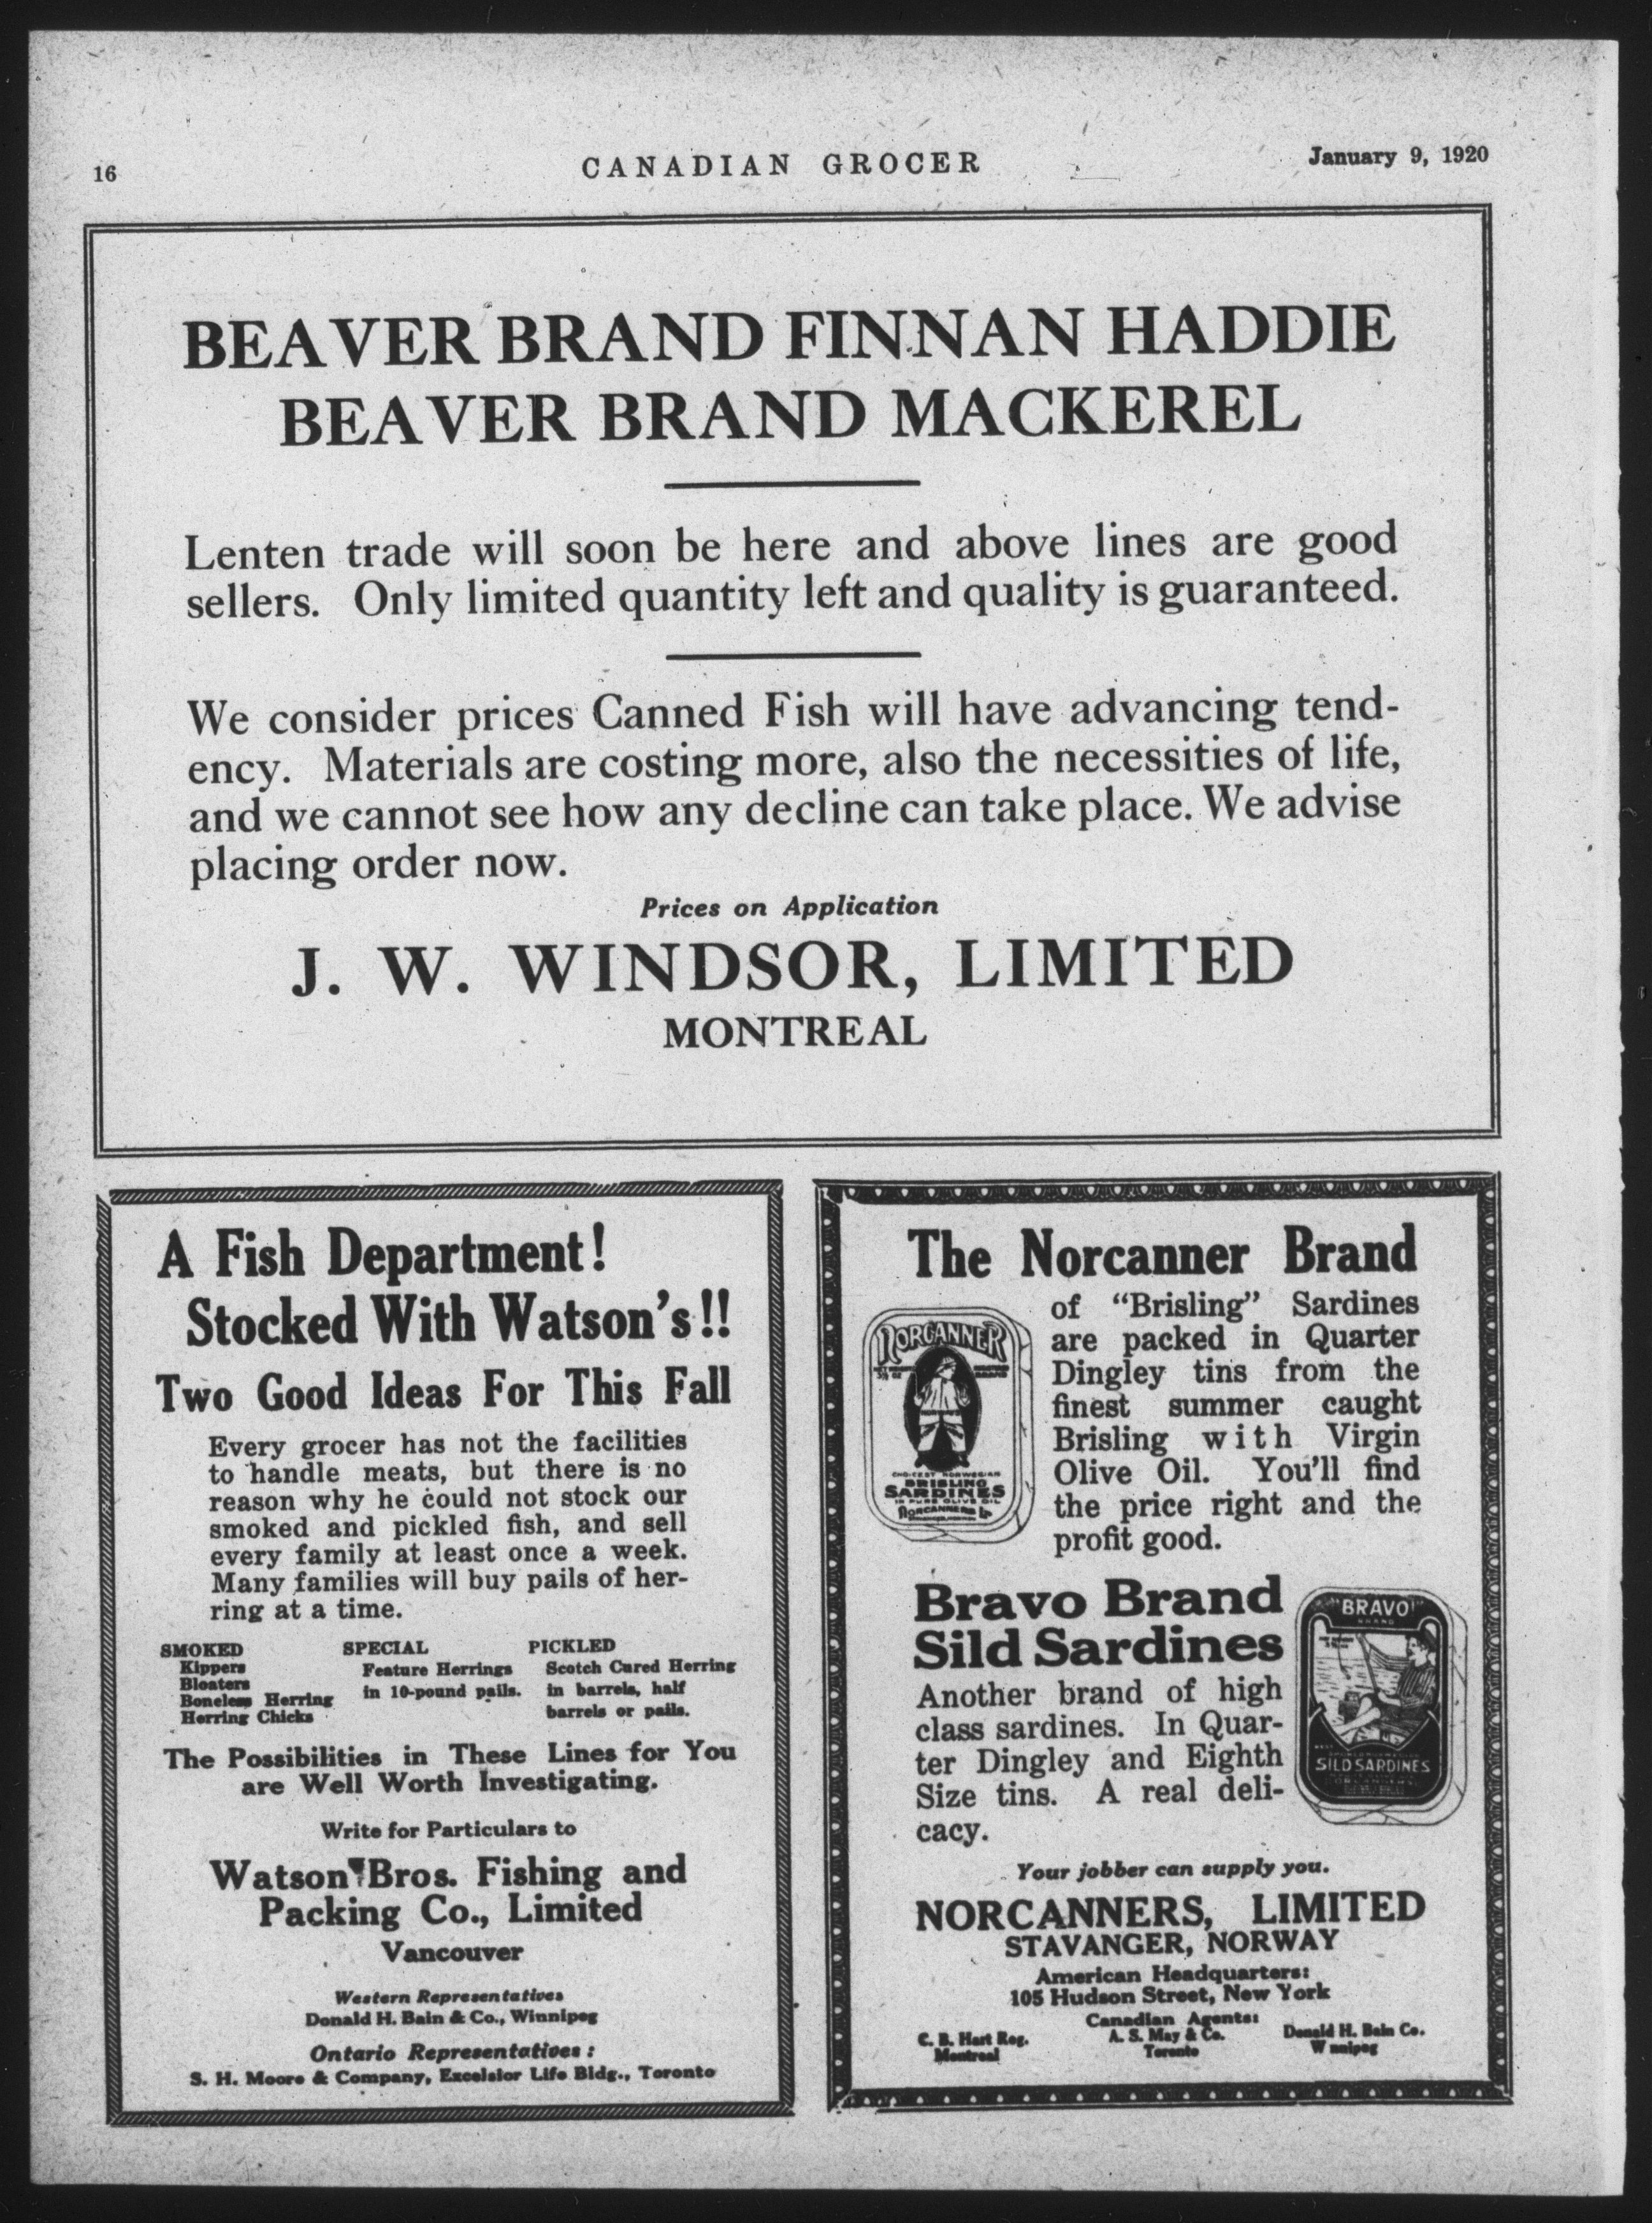 16
CANADIAN GROCER
January 9, 1920
BEAVER BRAND FINNAN HADDIE
BEAVER BRAND MACKEREL
Lenten trade will soon be here and above lines are good
sellers. Only limited quantity left and quality is guaranteed.
We consider prices Canned Fish will have advancing tend-
ency. Materials are costing more, also the necessities of life,
and we cannot see how any decline can take place. We advise
placing order now.
Prices on Application
J. W. WINDSOR, LIMITED
MONTREAL
A Fish Department!
Stocked With Watson's!!
Two Good Ideas For This Fall
Every grocer has not the facilities
to handle meats, but there is no
reason why he could not stock our
smoked and pickled fish, and sell
every family at least once a week.
Many families will buy pails of her-
ring at a time.
SMOKED
Kippers
Bloaters
Boneless Herring
Herring Chicks
SPECIAL
Feature Herrings
in 10-pound pails.
PICKLED
Scotch Cured Herring
in barrels, half
barrels or pails.
The Possibilities in These Lines for You
are Well Worth Investigating.
Write for Particulars to
Watson Bros. Fishing and
Packing Co., Limited
Vancouver
Western Representatives
Donald H. Bain & Co., Winnipeg
Ontario Representatives:
S. H. Moore & Company, Excelsior Life Bldg., Toronto
The Norcanner Brand
of "Brisling" Sardines
are packed in Quarter
Dingley tins from the
finest summer caught
Brisling with Virgin
Olive Oil. You'll find
the price right and the
profit good.
NORCANNER
CHOICEST NORWEGIAN
BRISLING
SARDINES
IN PURE OLIVE OIL
NORCANNERS Ld
Bravo Brand
Sild Sardines
Another brand of high
class sardines. In Quar-
ter Dingley and Eighth
Size tins. A real deli-
cacy.
"BRAVO"
BRAND
SILD SARDINES
Your jobber can supply you.
NORCANNERS, LIMITED
STAVANGER, NORWAY
American Headquarters:
105 Hudson Street, New York
Canadian Agents:
C. B. Hart Reg.
Montreal
A. S. May & Co.
Toronto
Donald H. Bain Co.
Winnipeg